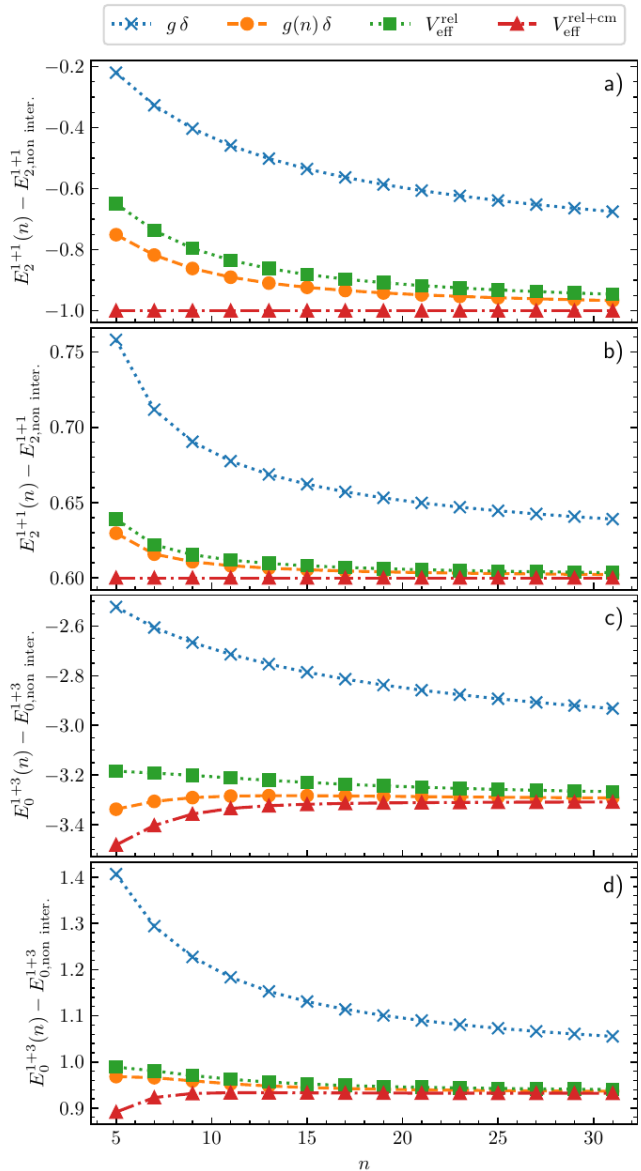 g δ g(n) δ V_eff^rel V_eff^rel+cm
a)
−0.2
−0.4
−0.6
−0.8
−1.0
E_2^1+1(n) − E_2,non inter.^1+1
b)
0.75
0.70
0.65
0.60
E_2^1+1(n) − E_2,non inter.^1+1
c)
−2.6
−2.8
−3.0
−3.2
−3.4
E_0^1+3(n) − E_0,non inter.^1+3
d)
1.4
1.3
1.2
1.1
1.0
0.9
E_0^1+3(n) − E_0,non inter.^1+3
5 10 15 20 25 30
n